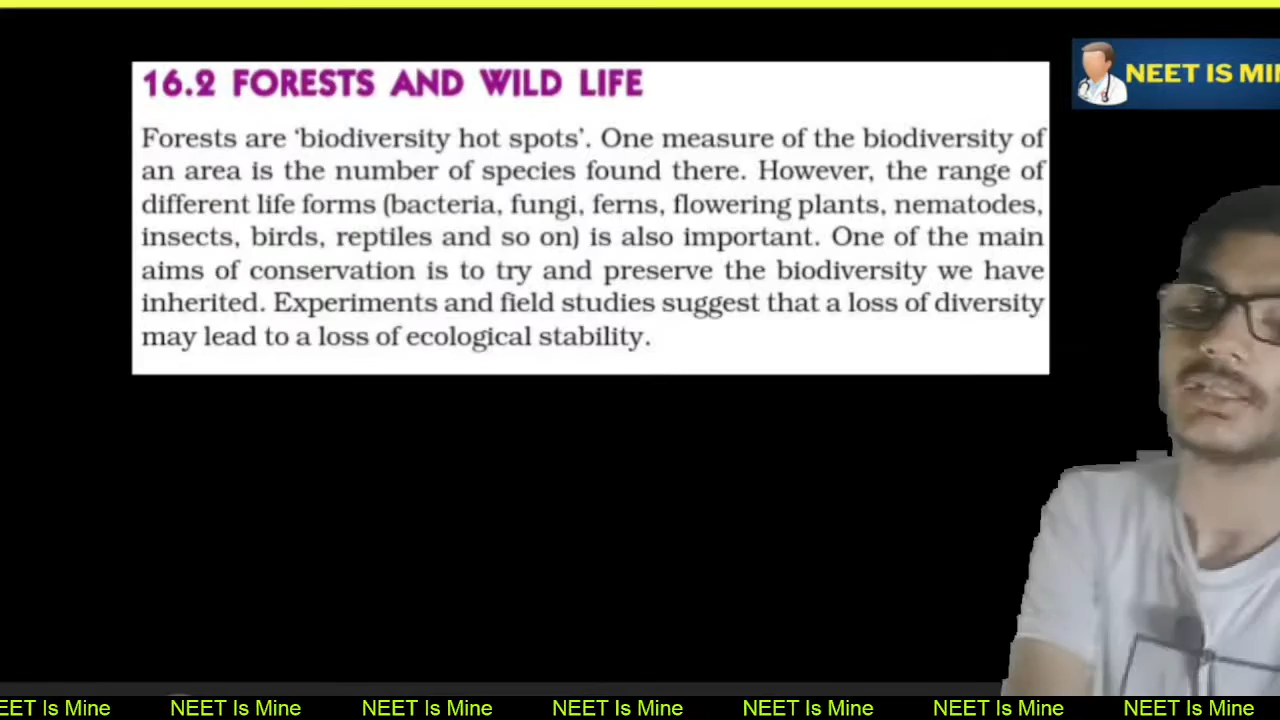 16.2 FORESTS AND WILD LIFE
NEET IS MIN
Forests are ‘biodiversity hot spots’. One measure of the biodiversity of
an area is the number of species found there. However, the range of
different life forms (bacteria, fungi, ferns, flowering plants, nematodes,
insects, birds, reptiles and so on) is also important. One of the main
aims of conservation is to try and preserve the biodiversity we have
inherited. Experiments and field studies suggest that a loss of diversity
may lead to a loss of ecological stability.
EET Is Mine NEET Is Mine NEET Is Mine NEET Is Mine NEET Is Mine NEET Is Mine NEET Is Mine